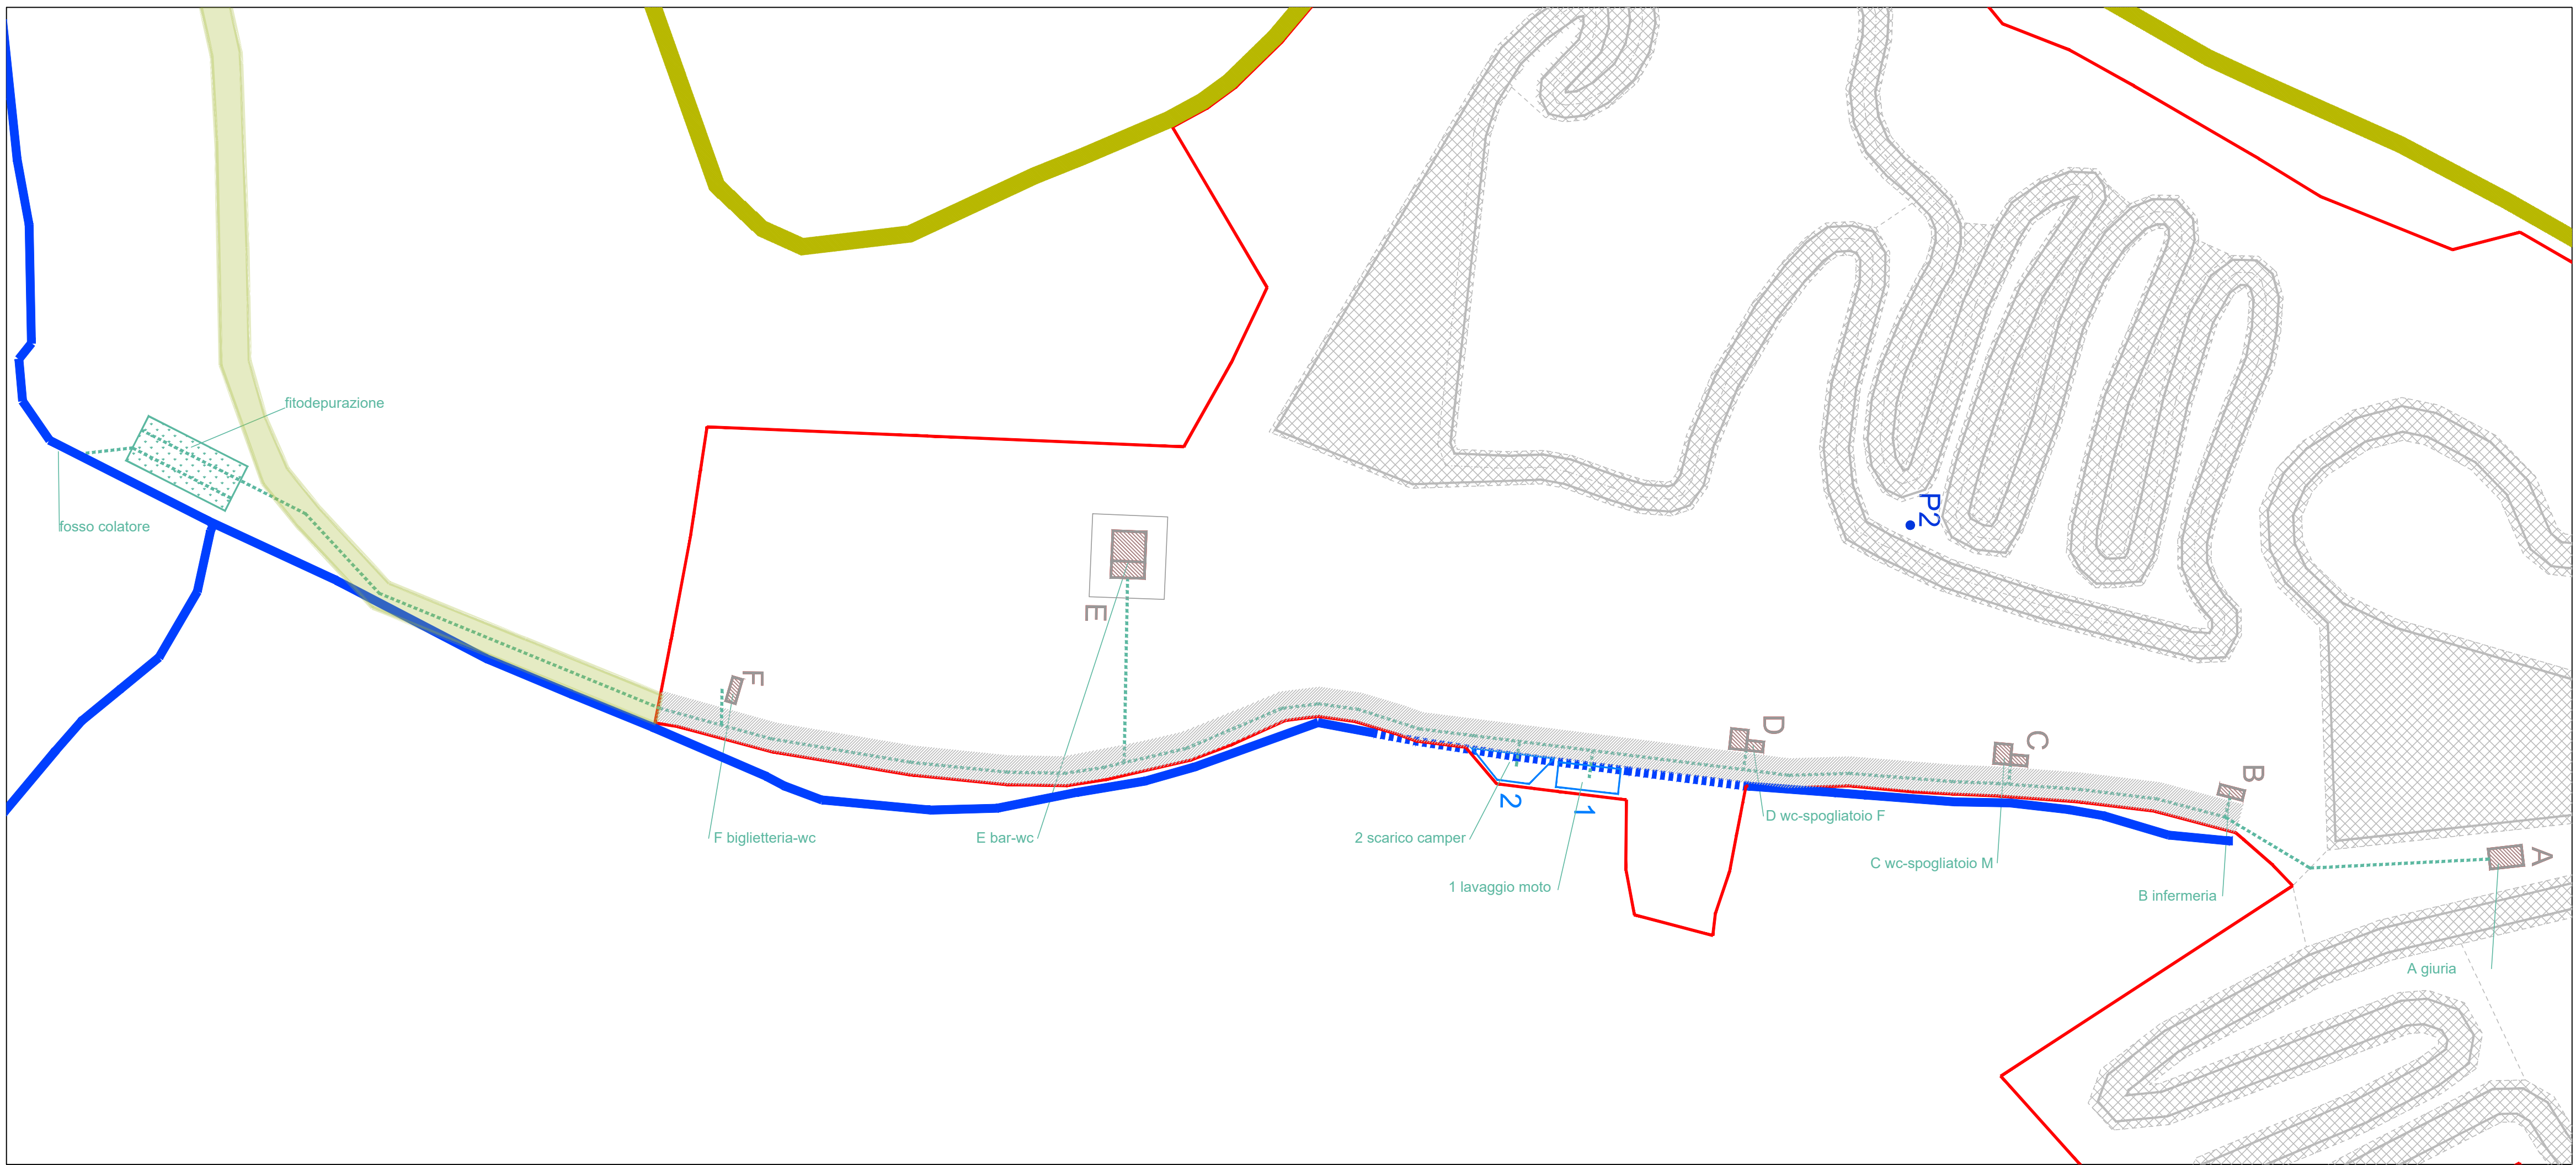 fitodepurazione
P2
fosso colatore
E
F
D
C
B
2
1
D wc-spogliatoio F
F biglietteria-wc
E bar-wc
2 scarico camper
A
C wc-spogliatoio M
1 lavaggio moto
B infermeria
A giuria